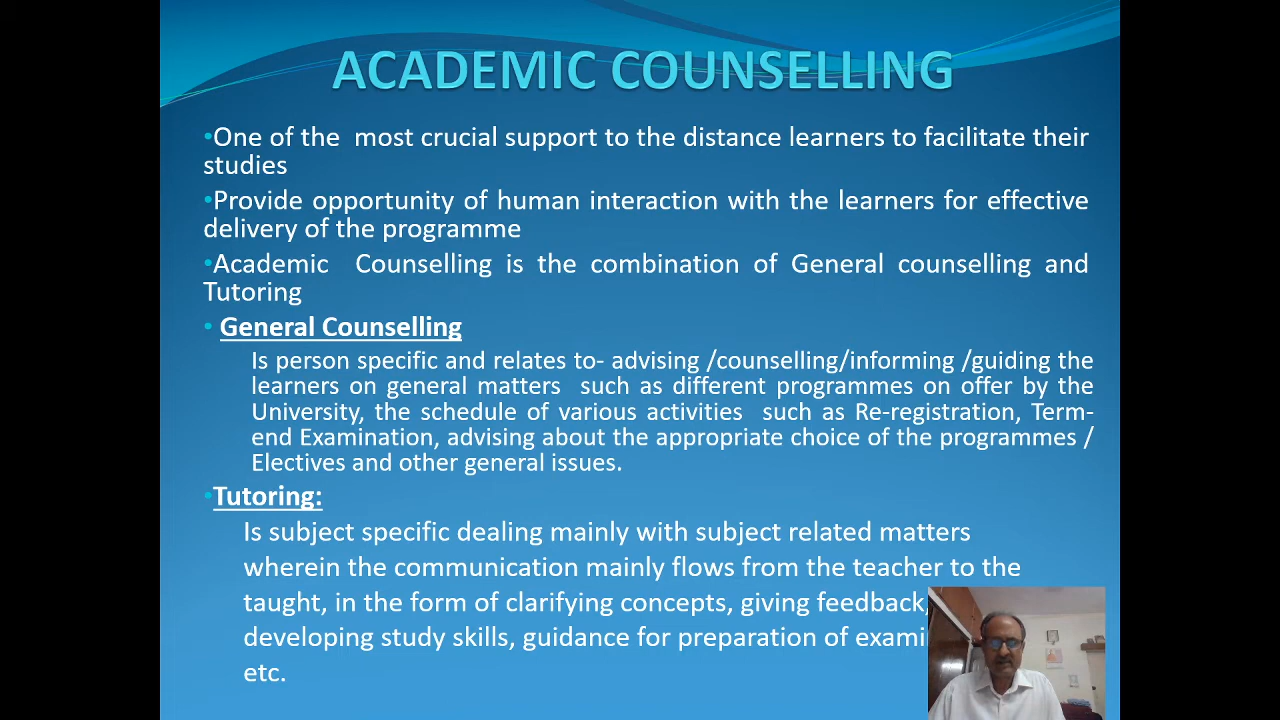 ACADEMIC COUNSELLING
•One of the most crucial support to the distance learners to facilitate their
studies
•Provide opportunity of human interaction with the learners for effective
delivery of the programme
•Academic Counselling is the combination of General counselling and
Tutoring
• General Counselling
Is person specific and relates to- advising /counselling/informing /guiding the
learners on general matters such as different programmes on offer by the
University, the schedule of various activities such as Re-registration, Term-
end Examination, advising about the appropriate choice of the programmes /
Electives and other general issues.
•Tutoring:
Is subject specific dealing mainly with subject related matters
wherein the communication mainly flows from the teacher to the
taught, in the form of clarifying concepts, giving feedback,
developing study skills, guidance for preparation of
etc.